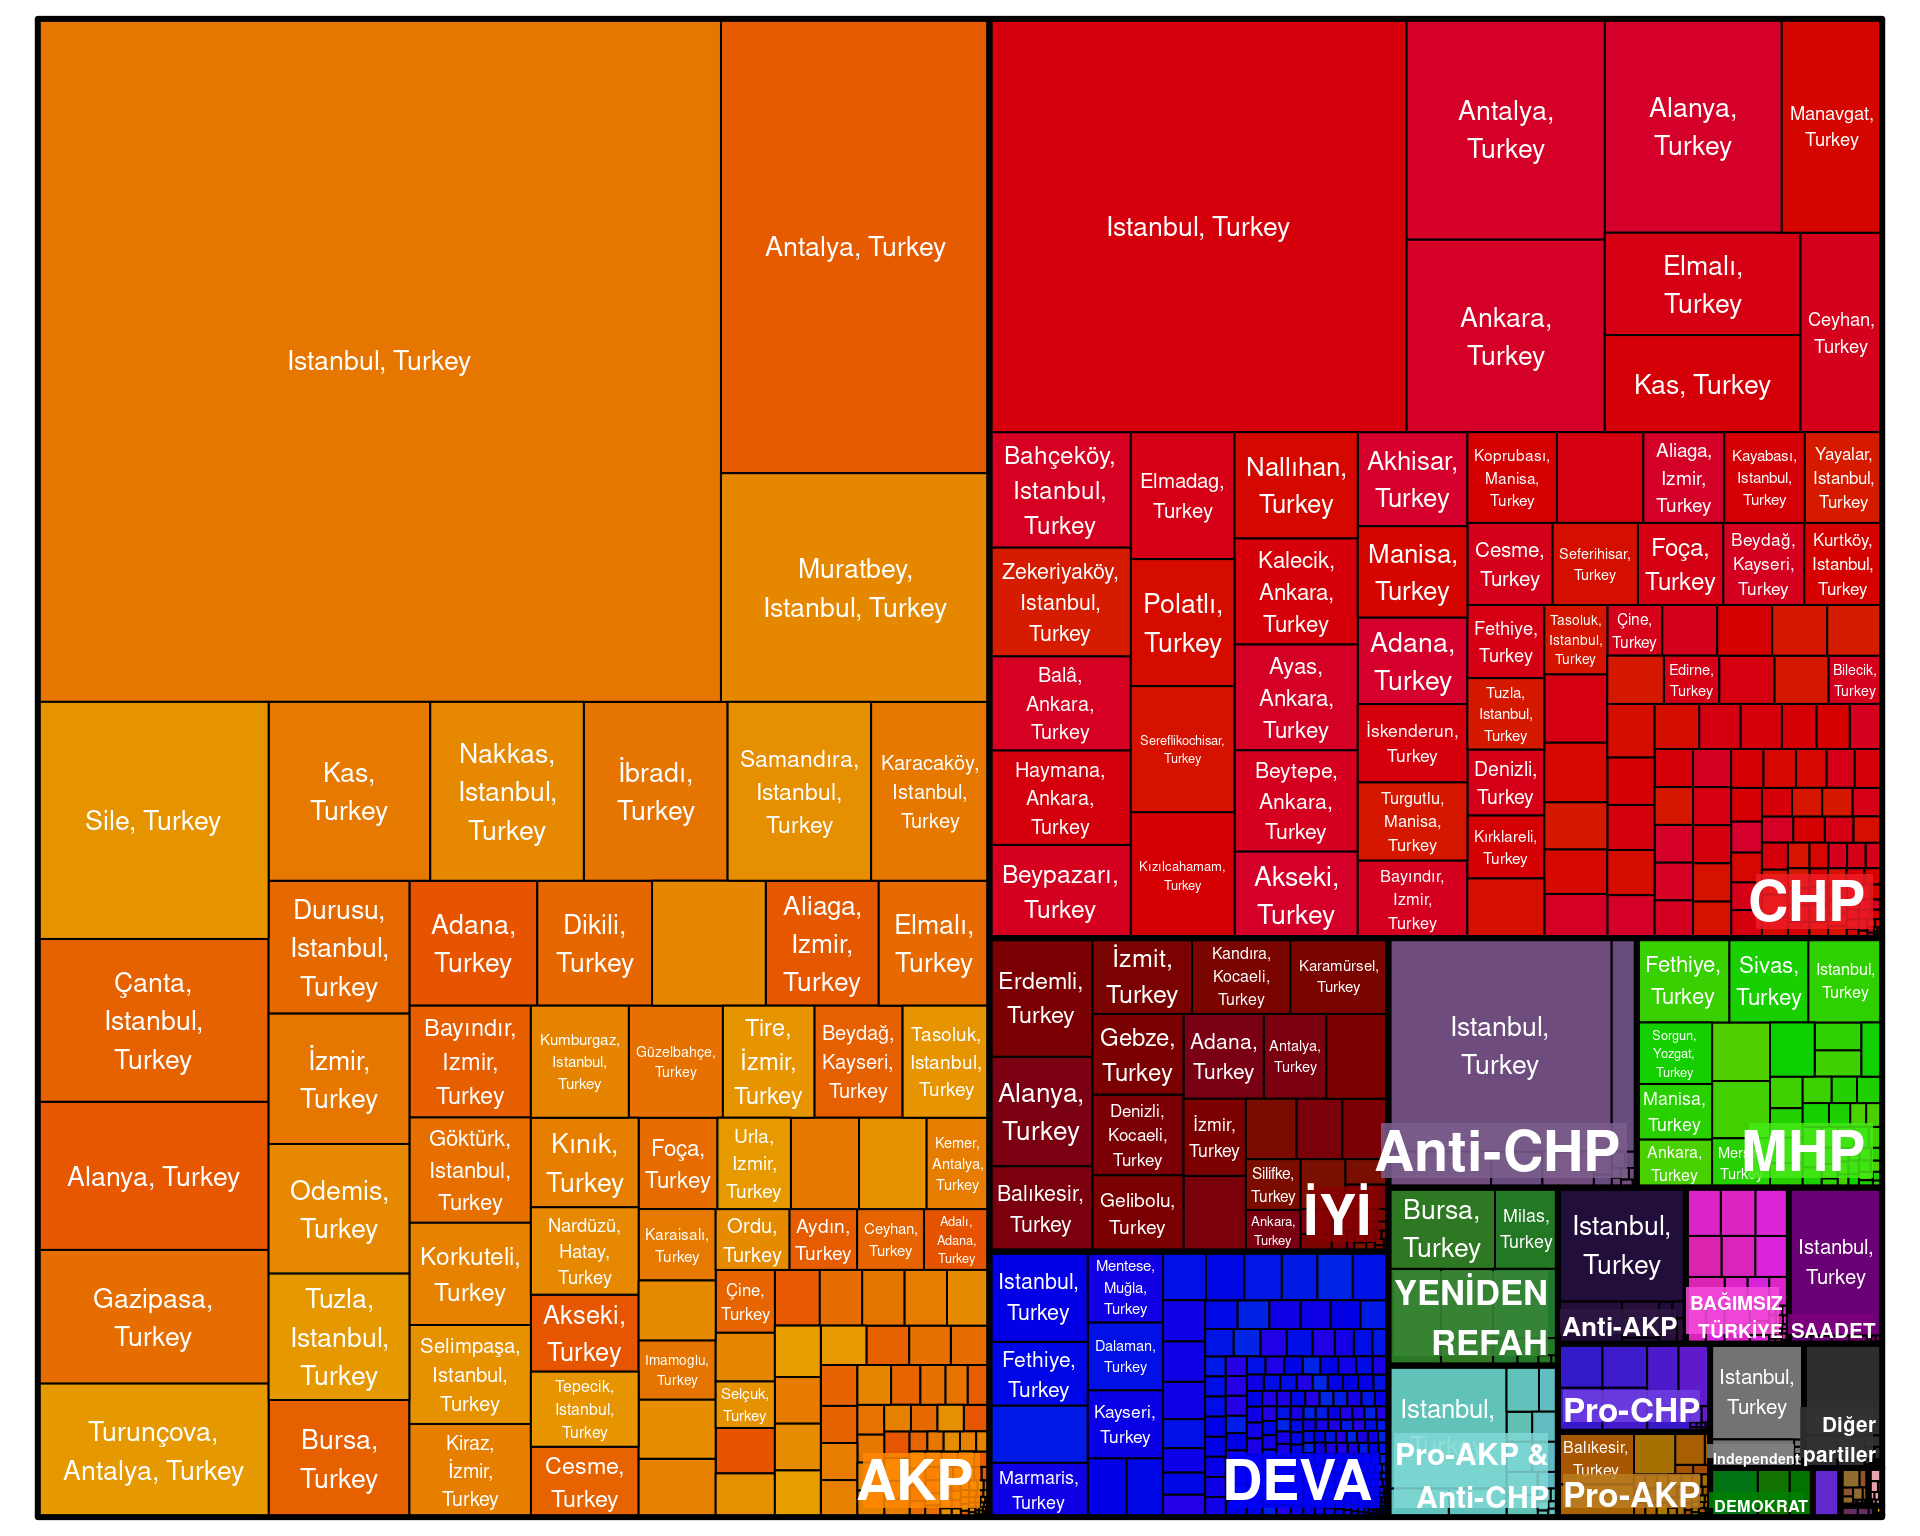 Istanbul, Turkey
Antalya, Turkey
Muratbey,
Istanbul, Turkey
Sile, Turkey
Kas,
Turkey
Nakkas,
Istanbul,
Turkey
İbradı,
Turkey
Samandıra,
Istanbul,
Turkey
Karacaköy,
Istanbul,
Turkey
Çanta,
Istanbul,
Turkey
Alanya, Turkey
Gazipasa,
Turkey
Turunçova,
Antalya, Turkey
Durusu,
Istanbul,
Turkey
İzmir,
Turkey
Odemis,
Turkey
Tuzla,
Istanbul,
Turkey
Bursa,
Turkey
Adana,
Turkey
Dikili,
Turkey
Aliaga,
Izmir,
Turkey
Elmalı,
Turkey
Bayındır,
Izmir,
Turkey
Göktürk,
Istanbul,
Turkey
Korkuteli,
Turkey
Selimpaşa,
Istanbul,
Turkey
Kiraz,
İzmir,
Turkey
Kumburgaz,
Istanbul,
Turkey
Güzelbahçe,
Turkey
Tire,
İzmir,
Turkey
Beydağ,
Kayseri,
Turkey
Tasoluk,
Istanbul,
Turkey
Kınık,
Turkey
Nardüzü,
Hatay,
Turkey
Akseki,
Turkey
Tepecik,
Istanbul,
Turkey
Cesme,
Turkey
Foça,
Turkey
Urla,
Izmir,
Turkey
Kemer,
Antalya,
Turkey
Karaisalı,
Turkey
Ordu,
Turkey
Aydın,
Turkey
Ceyhan,
Turkey
Adalı,
Adana,
Turkey
Imamoglu,
Turkey
Çine,
Turkey
Selçuk,
Turkey
AKP
Istanbul, Turkey
Antalya,
Turkey
Alanya,
Turkey
Manavgat,
Turkey
Ankara,
Turkey
Elmalı,
Turkey
Kas, Turkey
Ceyhan,
Turkey
Bahçeköy,
Istanbul,
Turkey
Zekeriyaköy,
Istanbul,
Turkey
Balâ,
Ankara,
Turkey
Haymana,
Ankara,
Turkey
Beypazarı,
Turkey
Elmadag,
Turkey
Polatlı,
Turkey
Sereflikochisar,
Turkey
Kızılcahamam,
Turkey
Nallıhan,
Turkey
Kalecik,
Ankara,
Turkey
Ayas,
Ankara,
Turkey
Beytepe,
Ankara,
Turkey
Akseki,
Turkey
Akhisar,
Turkey
Manisa,
Turkey
Adana,
Turkey
İskenderun,
Turkey
Turgutlu,
Manisa,
Turkey
Bayındır,
Izmir,
Turkey
Koprubası,
Manisa,
Turkey
Aliaga,
Izmir,
Turkey
Kayabası,
Istanbul,
Turkey
Yayalar,
Istanbul,
Turkey
Cesme,
Turkey
Seferihisar,
Turkey
Foça,
Turkey
Beydağ,
Kayseri,
Turkey
Kurtköy,
Istanbul,
Turkey
Fethiye,
Turkey
Tasoluk,
Istanbul,
Turkey
Çine,
Turkey
Tuzla,
Istanbul,
Turkey
Edirne,
Turkey
Bilecik,
Turkey
Denizli,
Turkey
Kırklareli,
Turkey
CHP
Erdemli,
Turkey
Alanya,
Turkey
Balıkesir,
Turkey
İzmit,
Turkey
Kandıra,
Kocaeli,
Turkey
Karamürsel,
Turkey
Gebze,
Turkey
Adana,
Turkey
Antalya,
Turkey
Denizli,
Kocaeli,
Turkey
İzmir,
Turkey
Gelibolu,
Turkey
Silifke,
Turkey
Ankara,
Turkey
İYİ
Istanbul,
Turkey
Fethiye,
Turkey
Marmaris,
Turkey
Mentese,
Muğla,
Turkey
Dalaman,
Turkey
Kayseri,
Turkey
DEVA
Istanbul,
Turkey
Anti-CHP
Fethiye,
Turkey
Sivas,
Turkey
Istanbul,
Turkey
Sorgun,
Yozgat,
Turkey
Manisa,
Turkey
Ankara,
Turkey
MHP
Bursa,
Turkey
Milas,
Turkey
YENİDEN
REFAH
Istanbul,
Turkey
Anti-AKP
BAĞIMSIZ
TÜRKİYE
Istanbul,
Turkey
SAADET
Istanbul,
Turkey
Pro-AKP &
Anti-CHP
Pro-CHP
Balıkesir,
Turkey
Pro-AKP
Istanbul,
Turkey
Independent
Diğer
partiler
DEMOKRAT